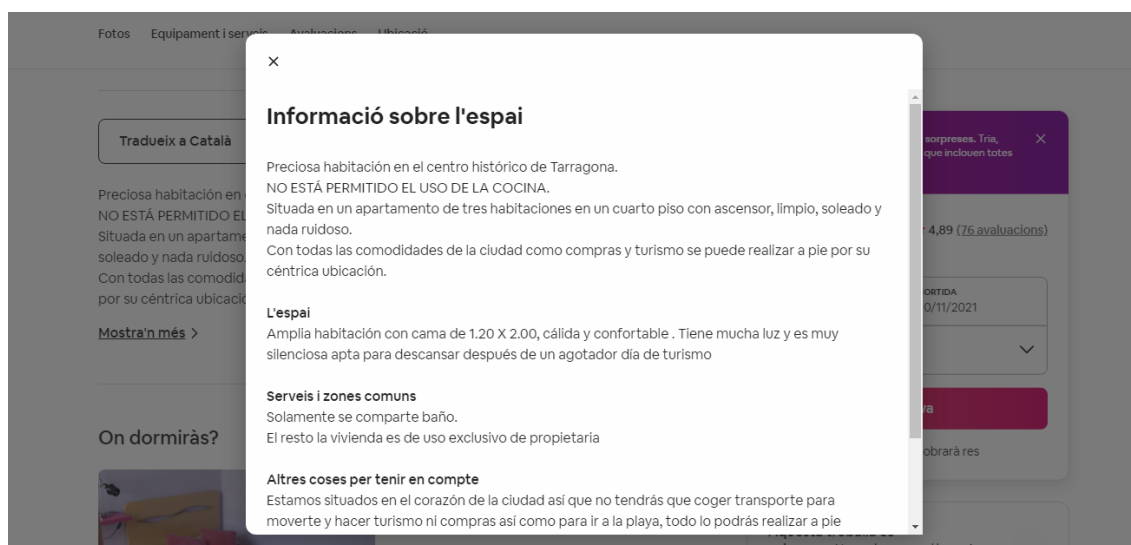 Fotos Equipament i serveis Avaluacions Ubicació
×
Informació sobre l'espai
Preciosa habitación en el centro histórico de Tarragona.
NO ESTÁ PERMITIDO EL USO DE LA COCINA.
Situada en un apartamento de tres habitaciones en un cuarto piso con ascensor, limpio, soleado y
nada ruidoso.
Con todas las comodidades de la ciudad como compras y turismo se puede realizar a pie por su
céntrica ubicación.
L'espai
Amplia habitación con cama de 1.20 X 2.00, cálida y confortable . Tiene mucha luz y es muy
silenciosa apta para descansar después de un agotador día de turismo
Serveis i zones comuns
Solamente se comparte baño.
El resto la vivienda es de uso exclusivo de propietaria
Altres coses per tenir en compte
Estamos situados en el corazón de la ciudad así que no tendrás que coger transporte para
moverte y hacer turismo ni compras así como para ir a la playa, todo lo podrás realizar a pie
Tradueix a Català
Preciosa habitación en
NO ESTÁ PERMITIDO EL
Situada en un apartame
soleado y nada ruidoso.
Con todas las comodid
por su céntrica ubicació
Mostra'n més >
On dormiràs?
sorpreses. Tria, ×
que inclouen totes
4,89 (76 avaluacions)
ORTIDA
0/11/2021
va
obrarà res